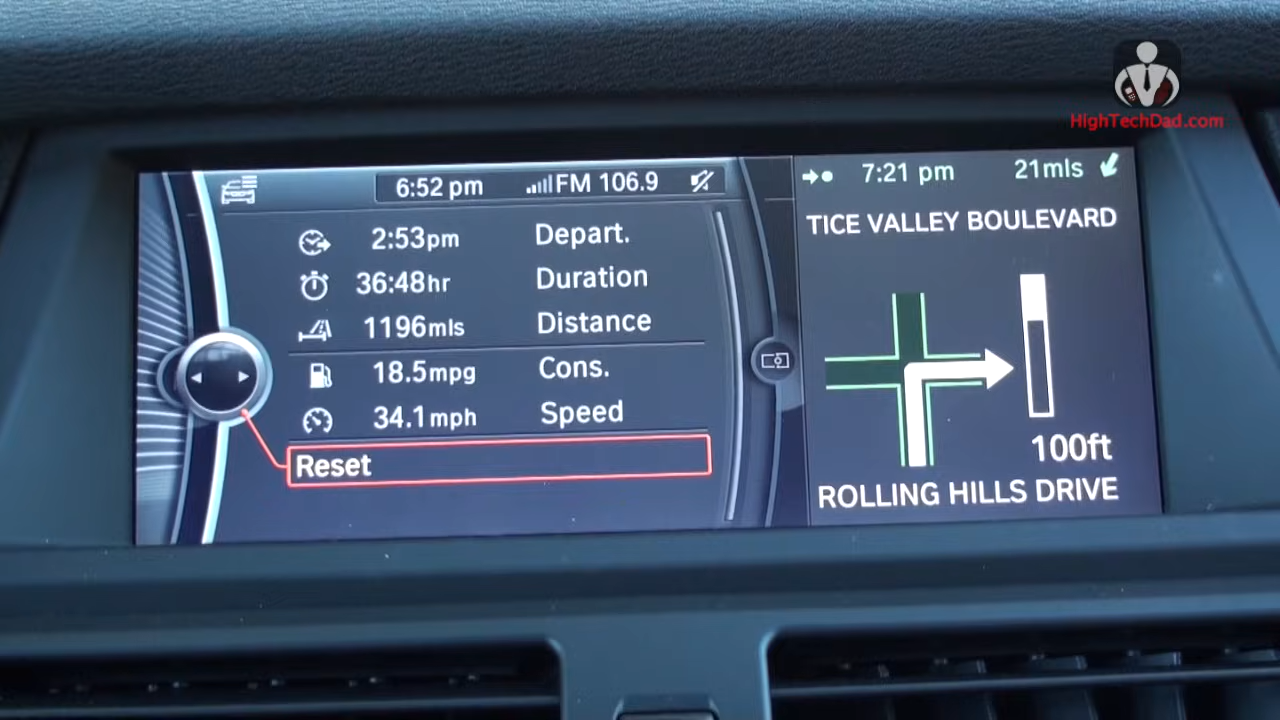 HighTechDad.com
6:52 pm FM 106.9
2:53pm Depart.
36:48hr Duration
1196mls Distance
18.5mpg Cons.
34.1mph Speed
Reset
7:21 pm 21mls
TICE VALLEY BOULEVARD
100ft
ROLLING HILLS DRIVE